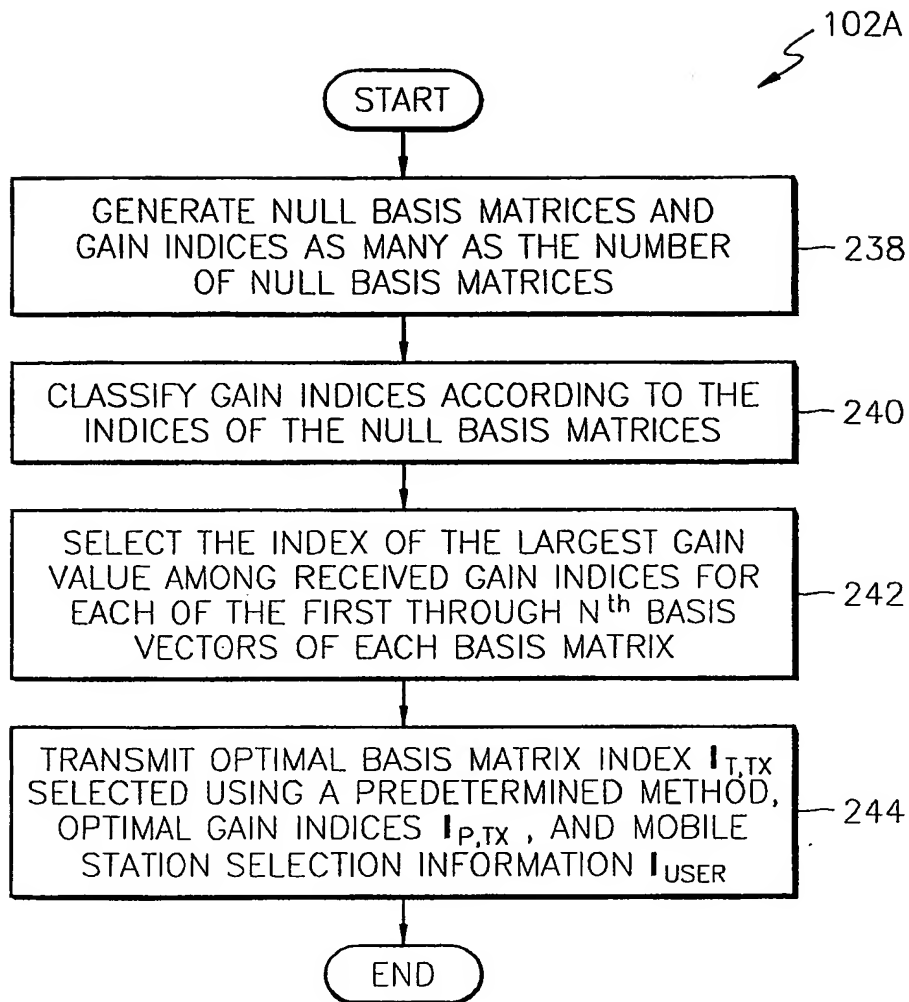 102A
START
GENERATE NULL BASIS MATRICES AND
GAIN INDICES AS MANY AS THE NUMBER
OF NULL BASIS MATRICES
238
CLASSIFY GAIN INDICES ACCORDING TO THE
INDICES OF THE NULL BASIS MATRICES
240
SELECT THE INDEX OF THE LARGEST GAIN
VALUE AMONG RECEIVED GAIN INDICES FOR
EACH OF THE FIRST THROUGH Nth BASIS
VECTORS OF EACH BASIS MATRIX
242
TRANSMIT OPTIMAL BASIS MATRIX INDEX IT,TX
SELECTED USING A PREDETERMINED METHOD,
OPTIMAL GAIN INDICES IP,TX , AND MOBILE
STATION SELECTION INFORMATION IUSER
244
END